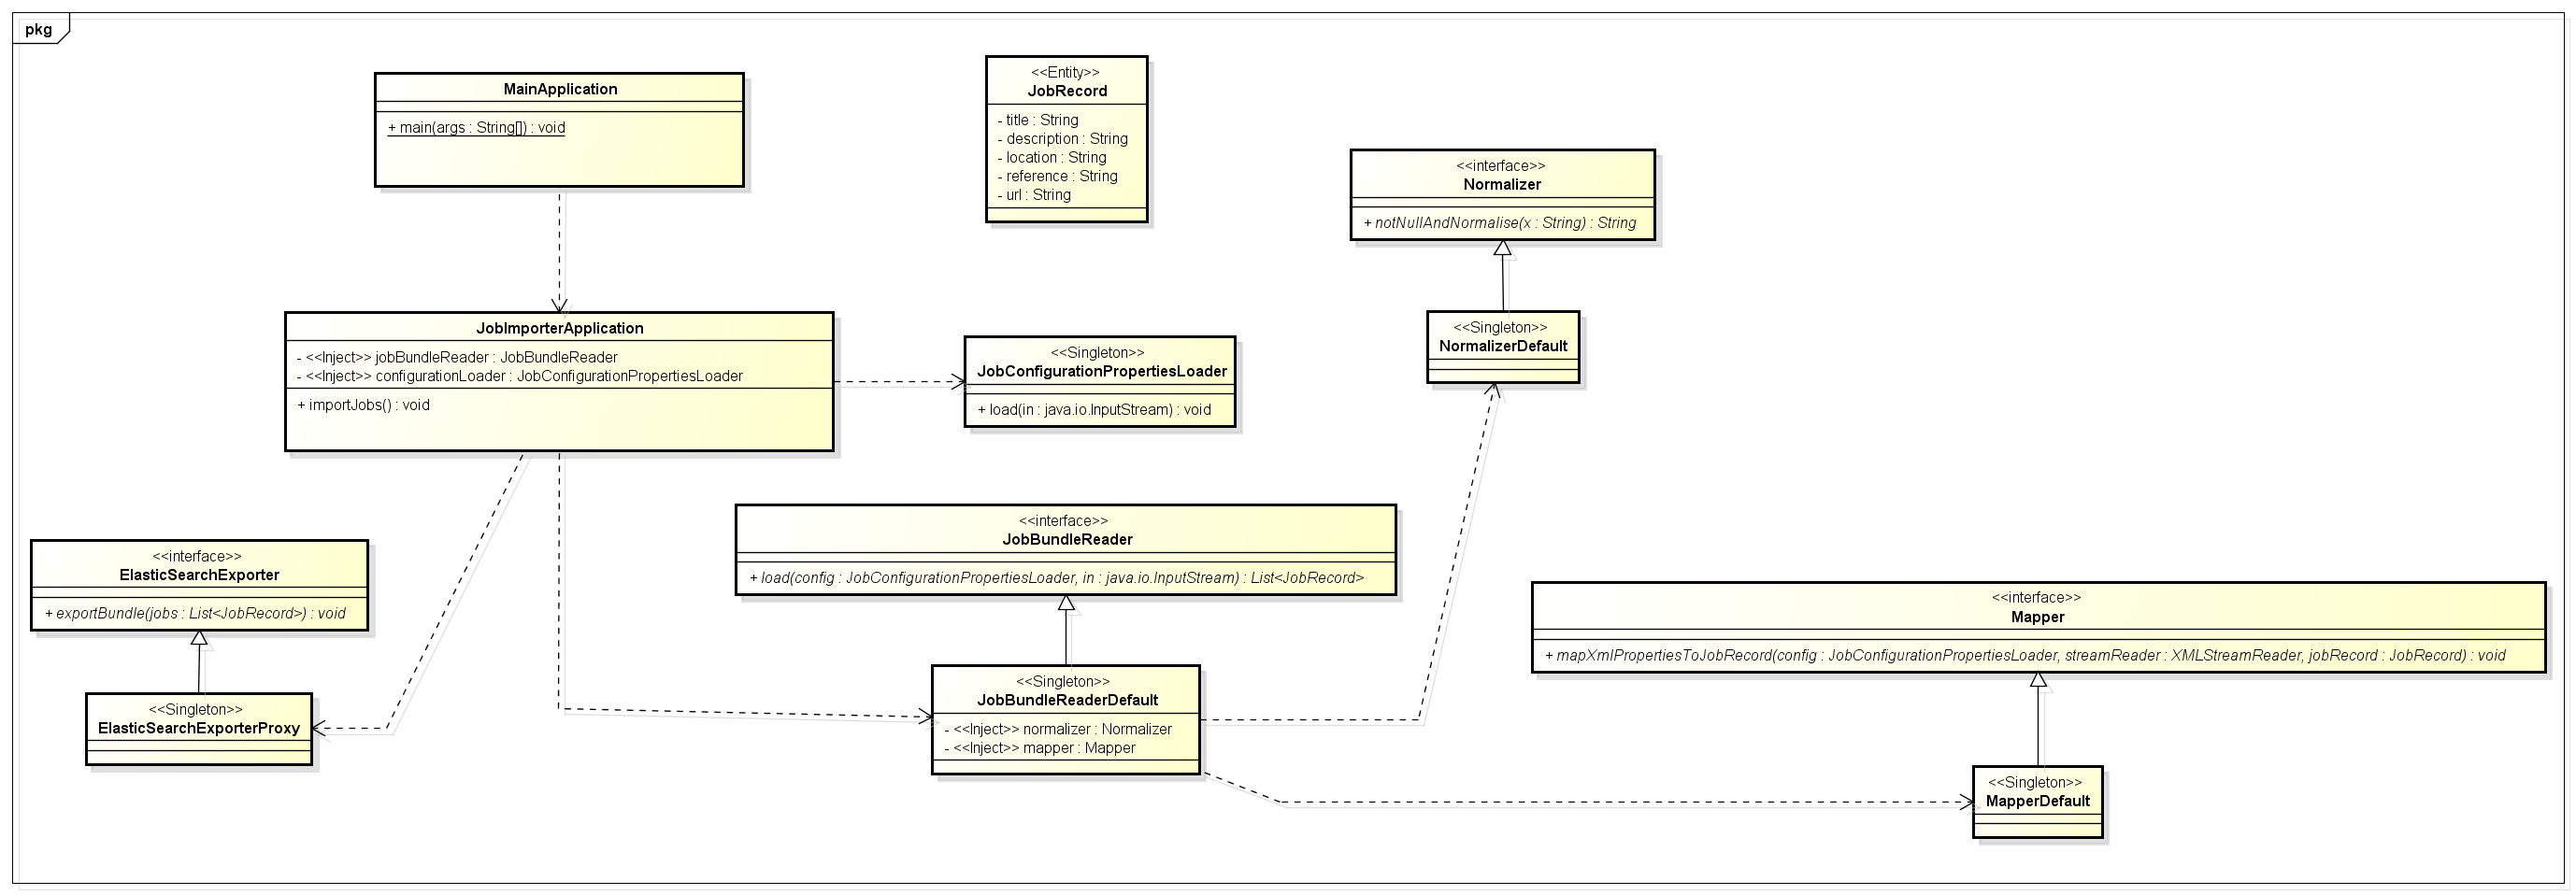 pkg
MainApplication
+ main(args : String[]) : void
<<Entity>>
JobRecord
- title : String
- description : String
- location : String
- reference : String
- url : String
<<interface>>
Normalizer
+ notNullAndNormalise(x : String) : String
JobImporterApplication
- <<Inject>> jobBundleReader : JobBundleReader
- <<Inject>> configurationLoader : JobConfigurationPropertiesLoader
+ importJobs() : void
<<Singleton>>
JobConfigurationPropertiesLoader
+ load(in : java.io.InputStream) : void
<<Singleton>>
NormalizerDefault
<<interface>>
ElasticSearchExporter
+ exportBundle(jobs : List<JobRecord>) : void
<<interface>>
JobBundleReader
+ load(config : JobConfigurationPropertiesLoader, in : java.io.InputStream) : List<JobRecord>
<<interface>>
Mapper
+ mapXmlPropertiesToJobRecord(config : JobConfigurationPropertiesLoader, streamReader : XMLStreamReader, jobRecord : JobRecord) : void
<<Singleton>>
ElasticSearchExporterProxy
<<Singleton>>
JobBundleReaderDefault
- <<Inject>> normalizer : Normalizer
- <<Inject>> mapper : Mapper
<<Singleton>>
MapperDefault